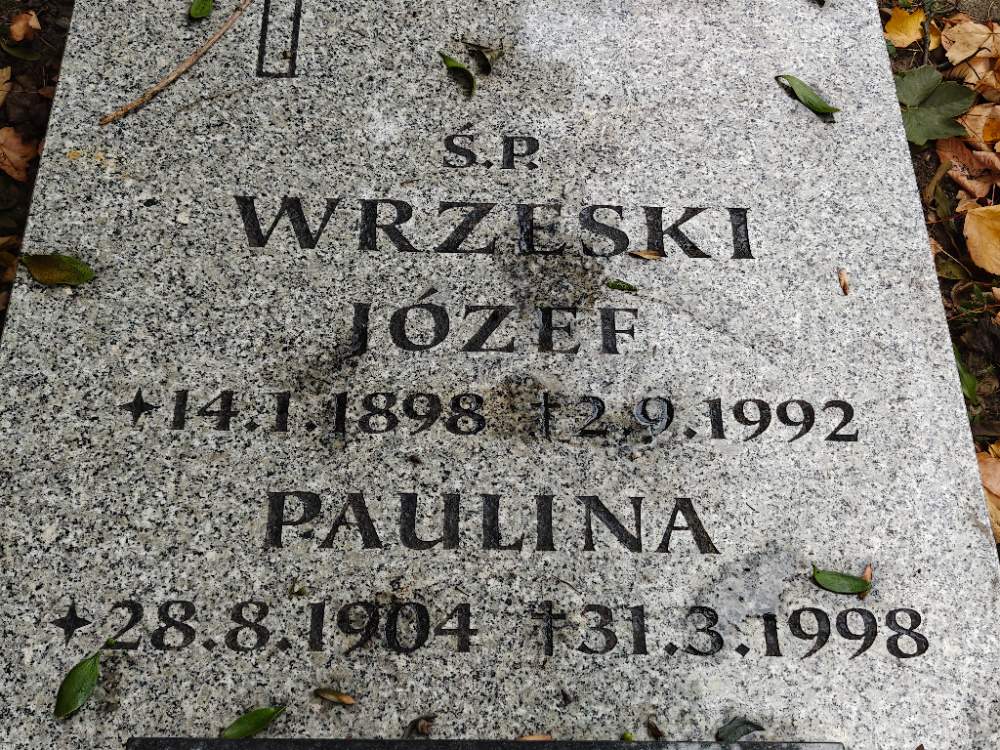 Ś.P.
WRZESKI
JÓZEF
✦14.1.1898 †2.9.1992
PAULINA
✦28.8.1904 †31.3.1998